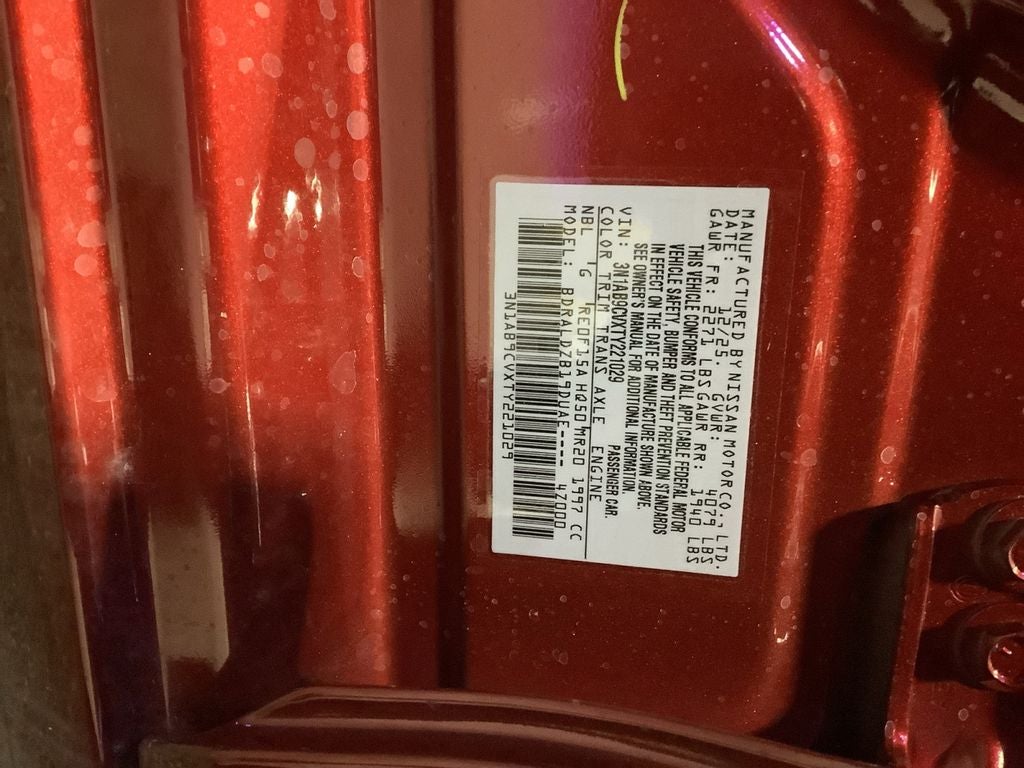 MANUFACTURED BY NISSAN MOTOR CO., LTD.
DATE: 12/25. GVWR: 4079 LBS
GAWR FR: 2271 LBS GAWR RR: 1940 LBS
THIS VEHICLE CONFORMS TO ALL APPLICABLE FEDERAL MOTOR
VEHICLE SAFETY, BUMPER AND THEFT PREVENTION STANDARDS
IN EFFECT ON THE DATE OF MANUFACTURE SHOWN ABOVE.
SEE OWNER'S MANUAL FOR ADDITIONAL INFORMATION.
VIN: 3N1AB9CVXTY221029 PASSENGER CAR.
COLOR TRIM TRANS AXLE ENGINE
NBL G RE0F15A HQ50 MR20 1997 CC
MODEL: BDRALDZB19DUAE---- 47000
3N1AB9CVXTY221029